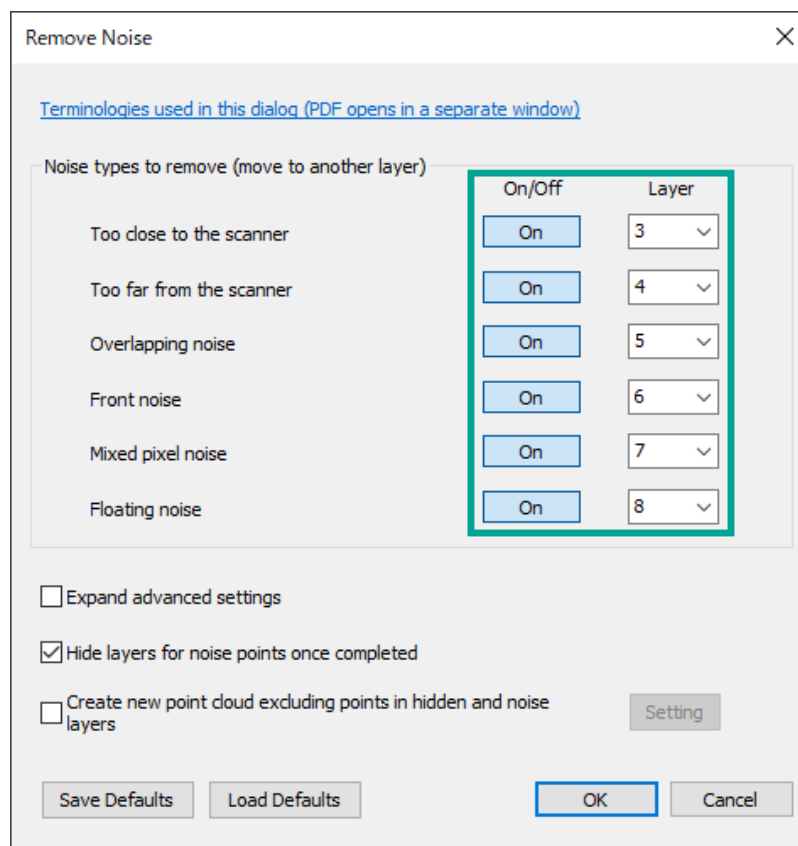 Remove Noise
Terminologies used in this dialog (PDF opens in a separate window)
Noise types to remove (move to another layer)
On/Off Layer
Too close to the scanner On 3
Too far from the scanner On 4
Overlapping noise On 5
Front noise On 6
Mixed pixel noise On 7
Floating noise On 8
Expand advanced settings
Hide layers for noise points once completed
Create new point cloud excluding points in hidden and noise
layers
Setting
Save Defaults Load Defaults OK Cancel